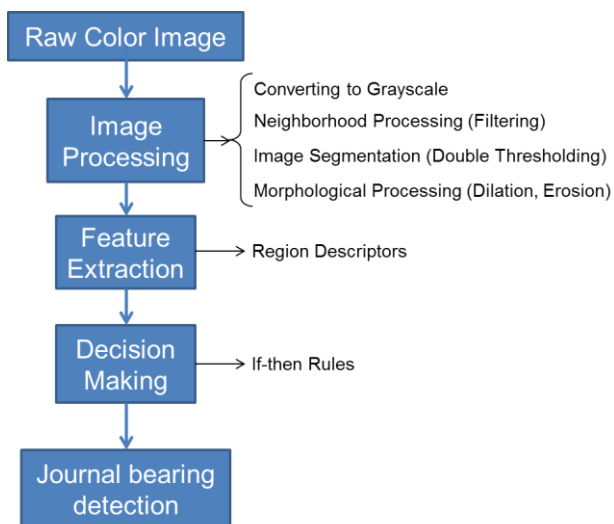 Raw Color Image
Image
Processing
Converting to Grayscale
Neighborhood Processing (Filtering)
Image Segmentation (Double Thresholding)
Morphological Processing (Dilation, Erosion)
Feature
Extraction
Region Descriptors
Decision
Making
If-then Rules
Journal bearing
detection